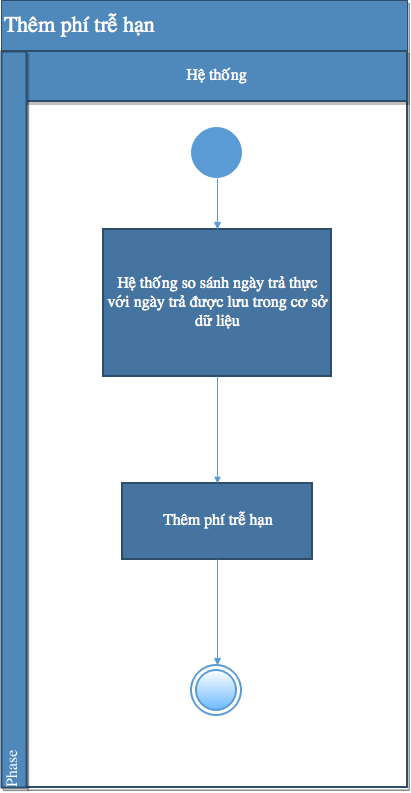 Thêm phí trễ hạn
Hệ thống
Hệ thống so sánh ngày trả thực
với ngày trả được lưu trong cơ sở
dữ liệu
Thêm phí trễ hạn
Phase